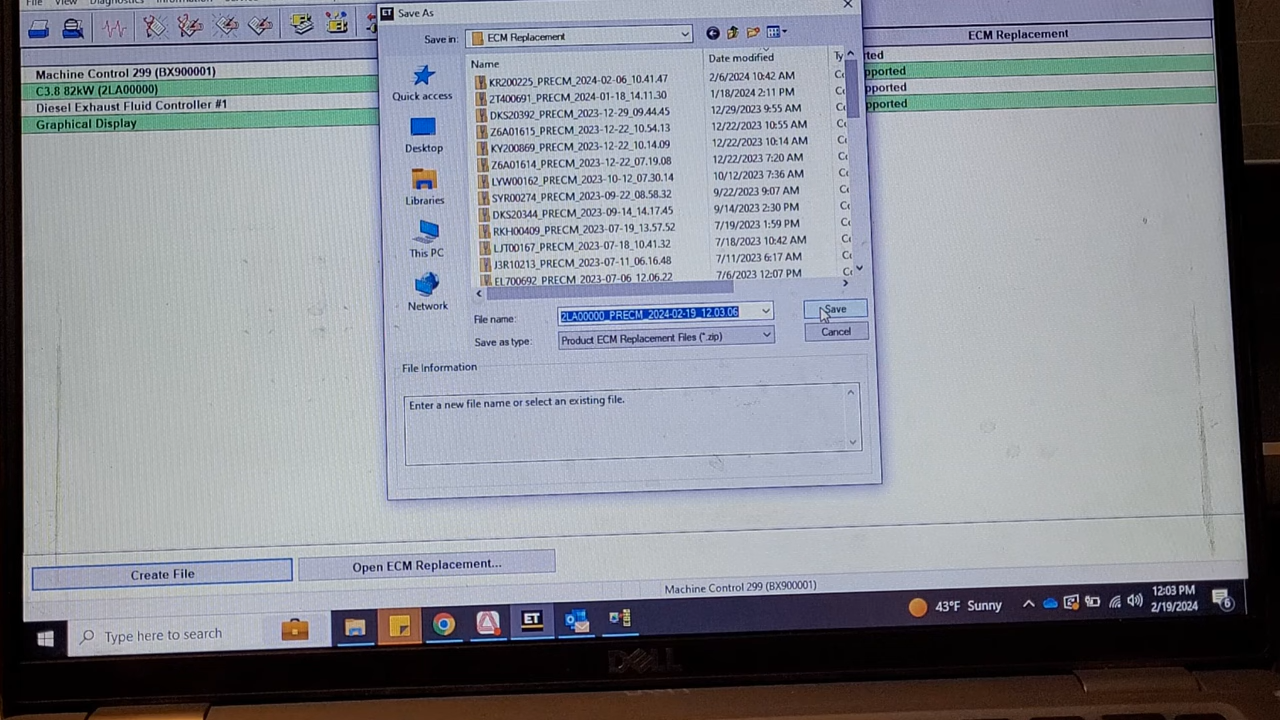 File View Diagnostics Information
ET Save As
Save in: ECM Replacement
ECM Replacement
Machine Control 299 (BX900001)
C3.8 82kW (2LA00000)
Diesel Exhaust Fluid Controller #1
Graphical Display
Quick access
Desktop
Libraries
This PC
Network
Name Date modified Ty
KR200225_PRECM_2024-02-06_10.41.47 2/6/2024 10:42 AM
2T400691_PRECM_2024-01-18_14.11.30 1/18/2024 2:11 PM
DKS20392_PRECM_2023-12-29_09.44.45 12/29/2023 9:55 AM
Z6A01615_PRECM_2023-12-22_10.54.13 12/22/2023 10:55 AM
KY200869_PRECM_2023-12-22_10.14.09 12/22/2023 10:14 AM
Z6A01614_PRECM_2023-12-22_07.19.08 12/22/2023 7:20 AM
LYW00162_PRECM_2023-10-12_07.30.14 10/12/2023 7:36 AM
SYR00274_PRECM_2023-09-22_08.58.32 9/22/2023 9:07 AM
DKS20344_PRECM_2023-09-14_14.17.45 9/14/2023 2:30 PM
RKH00409_PRECM_2023-07-19_13.57.52 7/19/2023 1:59 PM
LJT00167_PRECM_2023-07-18_10.41.32 7/18/2023 10:42 AM
J3R10213_PRECM_2023-07-11_06.16.48 7/11/2023 6:17 AM
EL700692_PRECM_2023-07-06_12.06.22 7/6/2023 12:07 PM
rted
pported
ported
pported
File name: 2LA00000_PRECM_2024-02-19_12.03.06 Save
Save as type: Product ECM Replacement Files (*.zip) Cancel
File Information
Enter a new file name or select an existing file.
Create File Open ECM Replacement...
Machine Control 299 (BX900001)
Type here to search ET 43°F Sunny 12:03 PM
2/19/2024
6
DELL